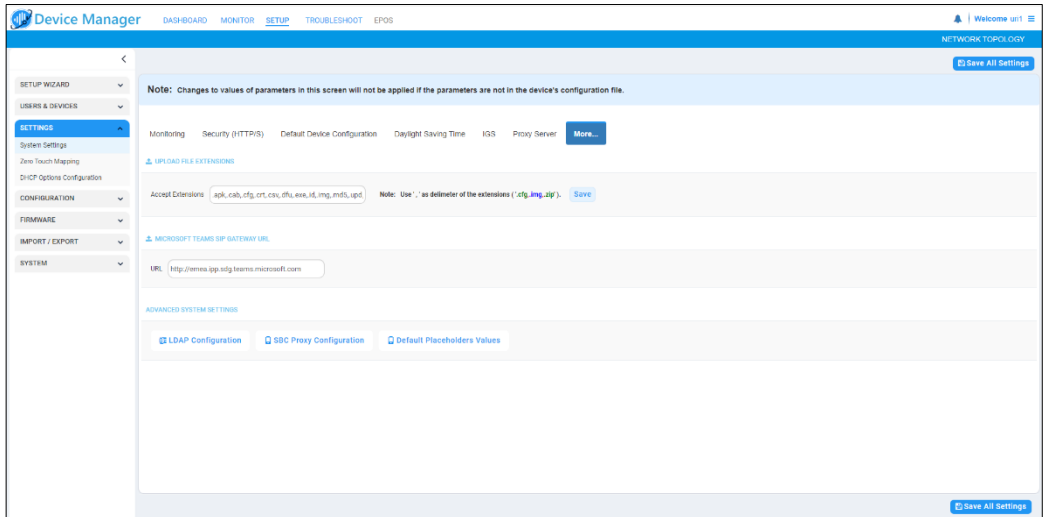 Device Manager DASHBOARD MONITOR SETUP TROUBLESHOOT EPOS Welcome uri1
NETWORK TOPOLOGY
Save All Settings
SETUP WIZARD
USERS & DEVICES
SETTINGS
System Settings
Zero Touch Mapping
DHCP Options Configuration
CONFIGURATION
FIRMWARE
IMPORT / EXPORT
SYSTEM
Note: Changes to values of parameters in this screen will not be applied if the parameters are not in the device's configuration file.
Monitoring Security (HTTP/S) Default Device Configuration Daylight Saving Time IGS Proxy Server More...
UPLOAD FILE EXTENSIONS
Accept Extensions apk,.cab,.cfg,.crt,.csv,.dfu,.exe,.id,.img,.md5,.upd Note: Use ',' as delimeter of the extensions ('.cfg,.img,.zip'). Save
MICROSOFT TEAMS SIP GATEWAY URL
URL http://emea.ipp.sdg.teams.microsoft.com
ADVANCED SYSTEM SETTINGS
LDAP Configuration SBC Proxy Configuration Default Placeholders Values
Save All Settings